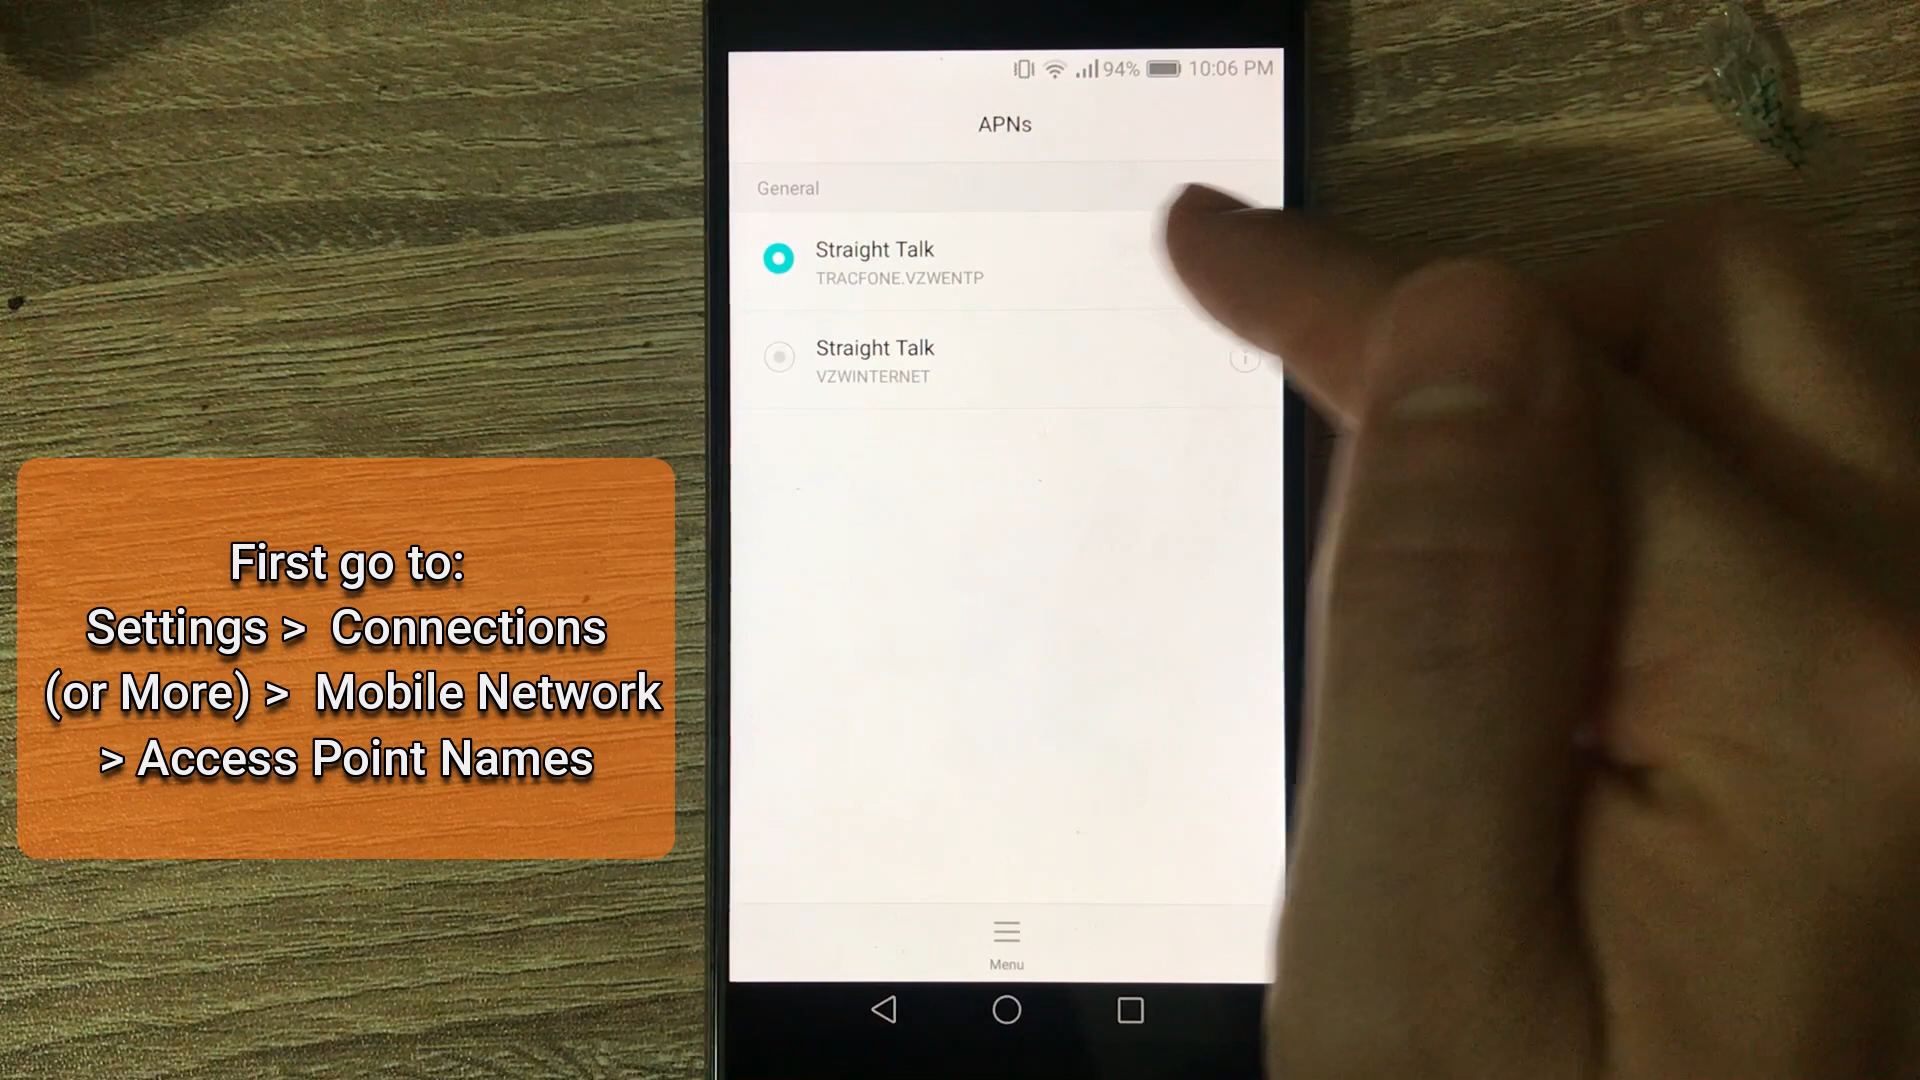 94% 10:06 PM
APNs
General
Straight Talk
TRACFONE.VZWENTP
Straight Talk
VZWINTERNET
Menu
First go to:
Settings > Connections
(or More) > Mobile Network
> Access Point Names